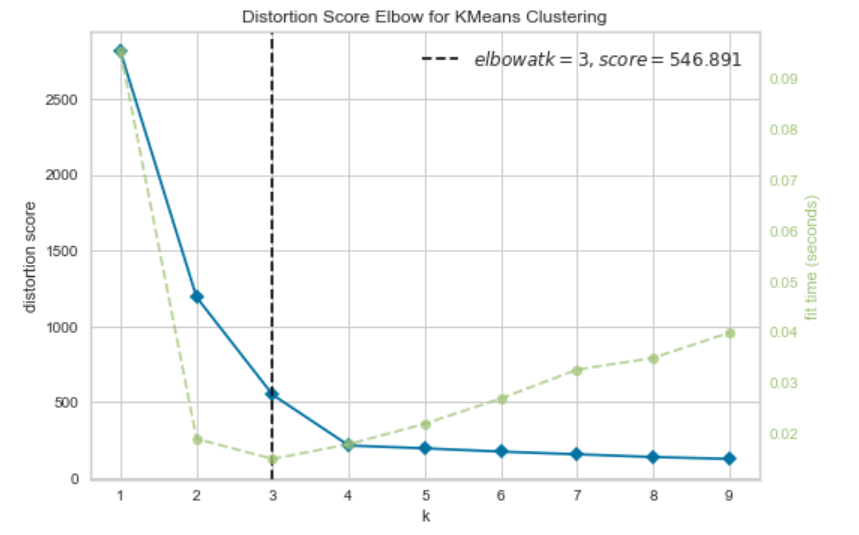 Distortion Score Elbow for KMeans Clustering
elbowatk = 3, score = 546.891
distortion score
2500
2000
1500
1000
500
0
0.09
0.08
0.07
0.06
0.05
0.04
0.03
0.02
fit time (seconds)
1 2 3 4 5 6 7 8 9
k